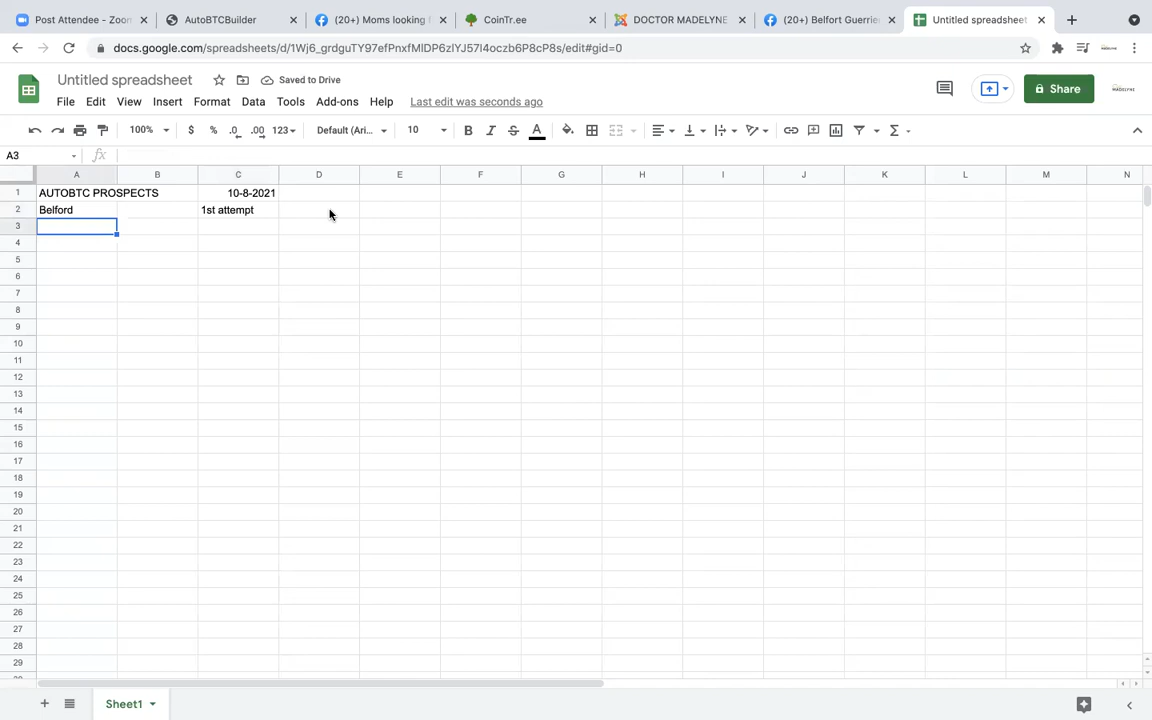 Post Attendee - Zoom
AutoBTCBuilder
(20+) Moms looking f
CoinTr.ee
DOCTOR MADELYNE
(20+) Belfort Guerrie
Untitled spreadsheet
docs.google.com/spreadsheets/d/1Wj6_grdguTY97efPnxfMlDP6zlYJ57I4oczb6P8cP8s/edit#gid=0
Untitled spreadsheet
Saved to Drive
File Edit View Insert Format Data Tools Add-ons Help Last edit was seconds ago
Share
100% $ % .0 .00 123 Default (Ari... 10 B I S A
A3 fx
A B C D E F G H I J K L M N
1 AUTOBTC PROSPECTS 10-8-2021
2 Belford 1st attempt
3
4
5
6
7
8
9
10
11
12
13
14
15
16
17
18
19
20
21
22
23
24
25
26
27
28
29
Sheet1